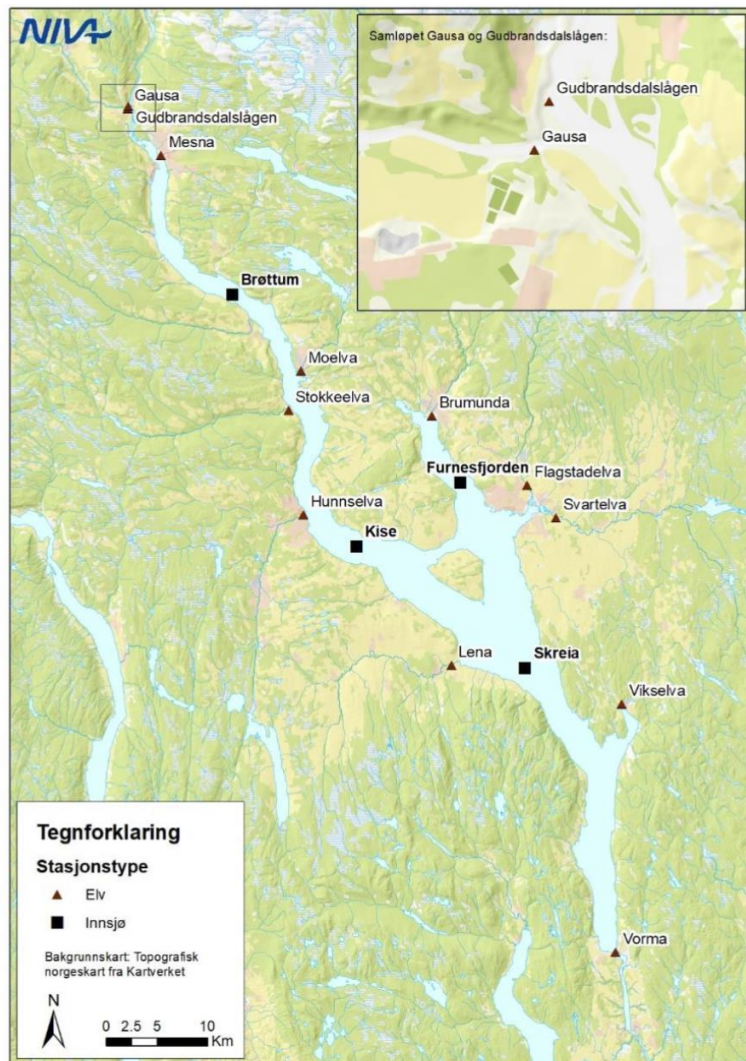 NIVA
Samløpet Gausa og Gudbrandsdalslågen:
Gudbrandsdalslågen
Gausa
Gausa
Gudbrandsdalslågen
Mesna
Brøttum
Moelva
Stokkeelva
Brumunda
Furnesfjorden
Flagstadelva
Hunnselva
Svartelva
Kise
Lena
Skreia
Vikselva
Vorma
Tegnforklaring
Stasjonstype
Elv
Innsjø
Bakgrunnskart: Topografisk
norgeskart fra Kartverket
N
0 2.5 5 10
Km